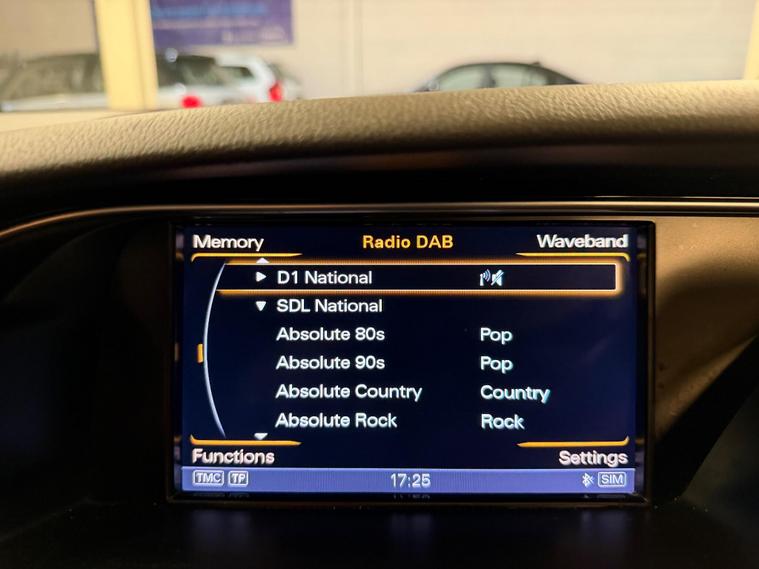 Memory Radio DAB Waveband
D1 National
SDL National
Absolute 80s Pop
Absolute 90s Pop
Absolute Country Country
Absolute Rock Rock
Functions Settings
TMC TP 17:25 SIM